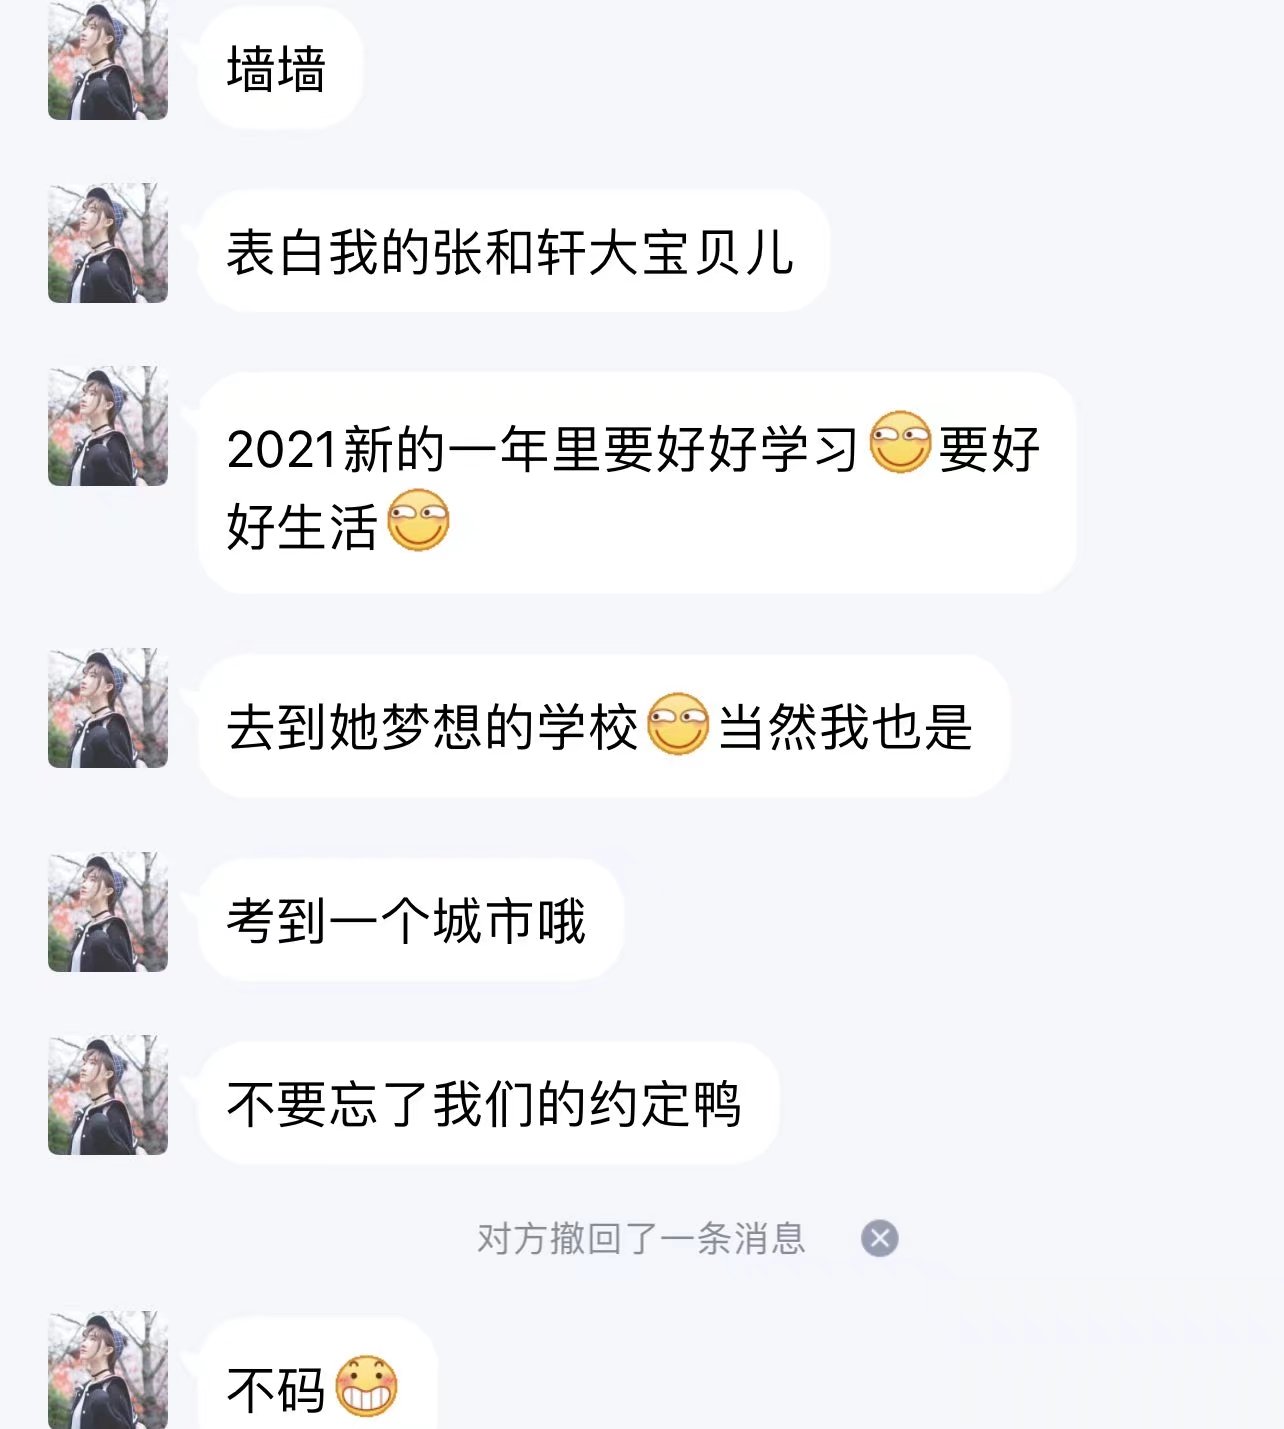 墙墙
表白我的张和轩大宝贝儿
2021新的一年里要好好学习要好
好生活
去到她梦想的学校当然我也是
考到一个城市哦
不要忘了我们的约定鸭
对方撤回了一条消息
不码